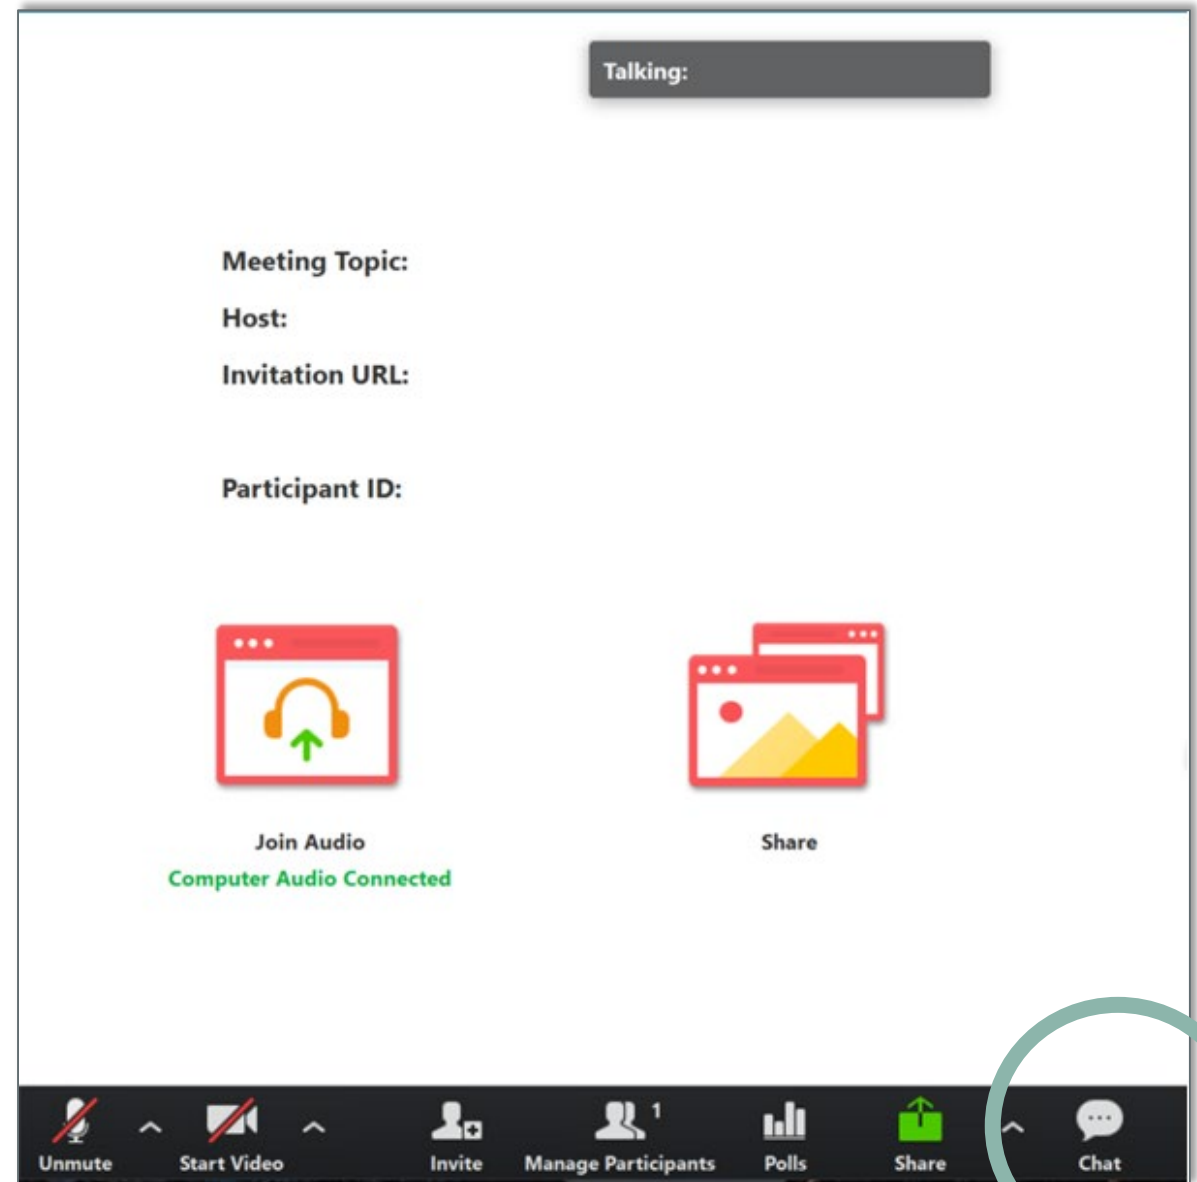 Talking:
Meeting Topic:
Host:
Invitation URL:
Participant ID:
Join Audio
Share
Computer Audio Connected
1
Unmute
Start Video
Invite
Manage Participants
Polls
Share
Chat